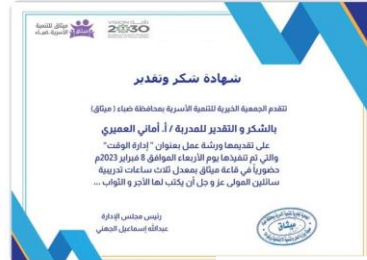 ميثاق للتنمية
الأسرية-ضباء
VISION رؤيـــة
2030
شهادة شكر وتقدير
تتقدم الجمعية الخيرية للتنمية الأسرية بمحافظة ضباء ( ميثاق)
بالشكر و التقدير للمدربة / أ. أماني العميري
على تقديمها ورشة عمل بعنوان " إدارة الوقت"
والتي تم تنفيذها يوم الأربعاء الموافق 8 فبراير 2023م
حضورياً في قاعة ميثاق بمعدل ثلاث ساعات تدريبية
سائلين المولى عز و جل أن يكتب لها الأجر و الثواب ...
رئيس مجلس الإدارة
عبدالله إسماعيل الجهني
ميثاق